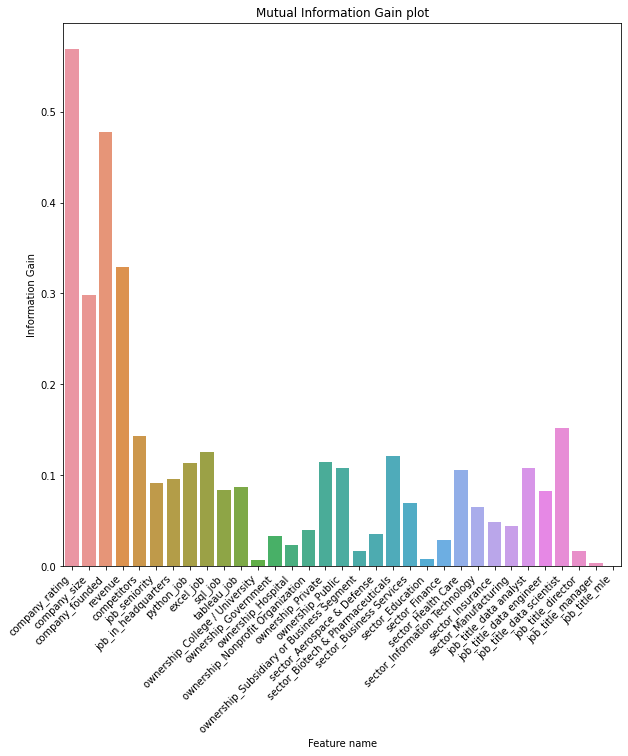 Mutual Information Gain plot
Information Gain
0.5
0.4
0.3
0.2
0.1
0.0
company_rating
company_size
company_founded
revenue
competitors
job_seniority
job_in_headquarters
python_job
excel_job
sql_job
tableau_job
ownership_College / University
ownership_Government
ownership_Hospital
ownership_Nonprofit Organization
ownership_Private
ownership_Public
ownership_Subsidiary or Business Segment
sector_Aerospace & Defense
sector_Biotech & Pharmaceuticals
sector_Business Services
sector_Education
sector_Finance
sector_Health Care
sector_Information Technology
sector_Insurance
sector_Manufacturing
job_title_data analyst
job_title_data engineer
job_title_data scientist
job_title_director
job_title_manager
job_title_mle
Feature name